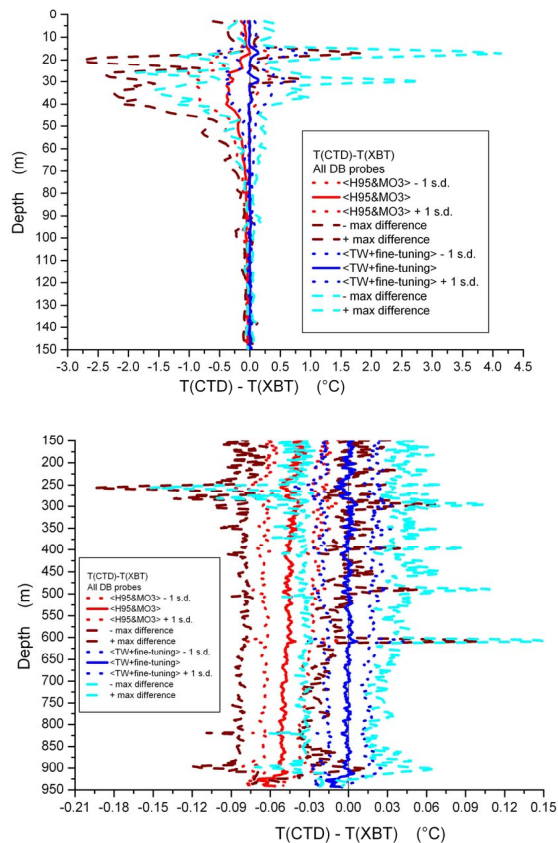 0
10
20
30
40
50
60
70
80
90
100
110
120
130
140
150
Depth (m)
T(CTD)-T(XBT)
All DB probes
<H95&MO3> - 1 s.d.
<H95&MO3>
<H95&MO3> + 1 s.d.
- max difference
+ max difference
<TW+fine-tuning> - 1 s.d.
<TW+fine-tuning>
<TW+fine-tuning> + 1 s.d.
- max difference
+ max difference
-3.0 -2.5 -2.0 -1.5 -1.0 -0.5 0.0 0.5 1.0 1.5 2.0 2.5 3.0 3.5 4.0 4.5
T(CTD) - T(XBT) (°C)
150
200
250
300
350
400
450
500
550
600
650
700
750
800
850
900
950
Depth (m)
T(CTD)-T(XBT)
All DB probes
<H95&MO3> - 1 s.d.
<H95&MO3>
<H95&MO3> + 1 s.d.
- max difference
+ max difference
<TW+fine-tuning> - 1 s.d.
<TW+fine-tuning>
<TW+fine-tuning> + 1 s.d.
- max difference
+ max difference
-0.21 -0.18 -0.15 -0.12 -0.09 -0.06 -0.03 0.00 0.03 0.06 0.09 0.12 0.15
T(CTD) - T(XBT) (°C)